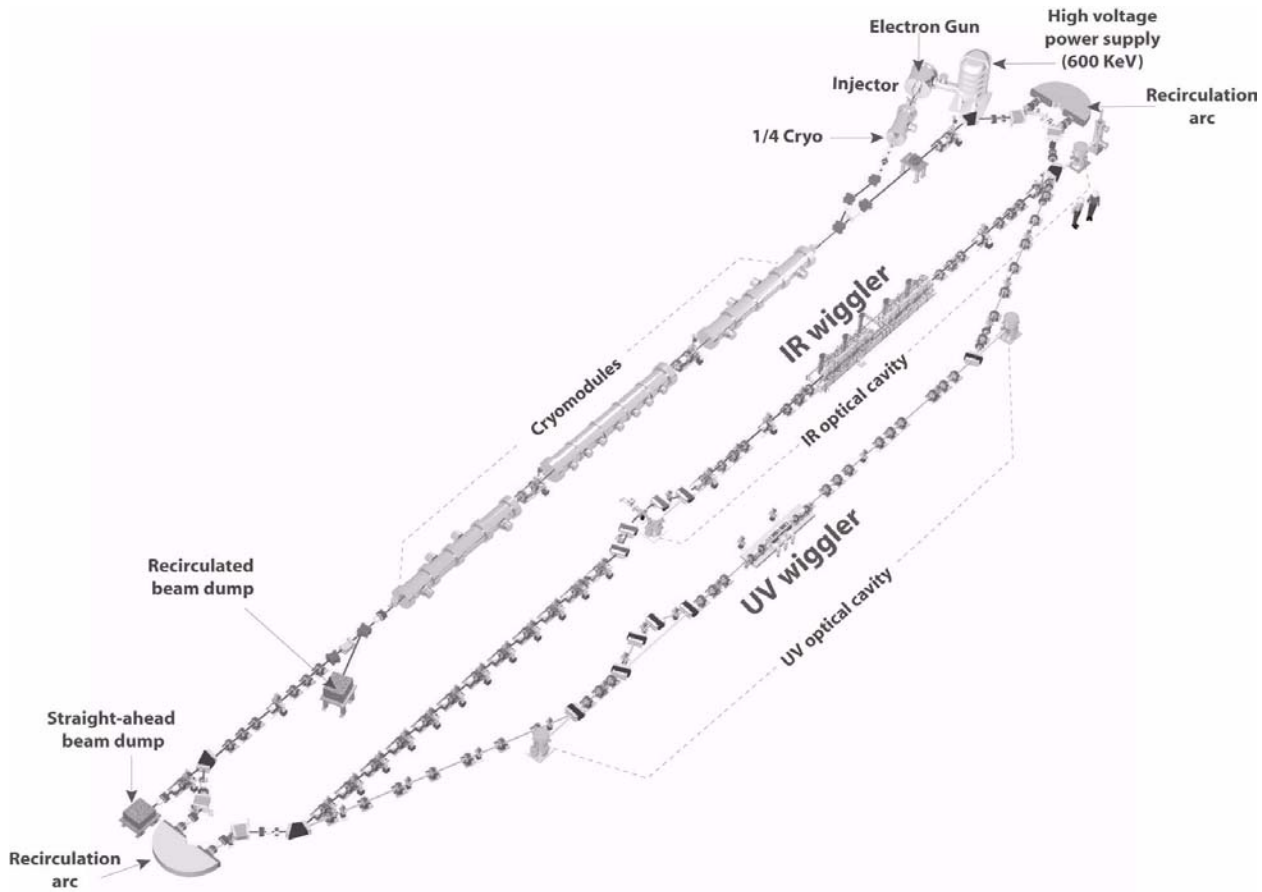 Electron Gun
High voltage
power supply
(600 KeV)
Injector
Recirculation
arc
1/4 Cryo
IR wiggler
Cryomodules
IR optical cavity
UV wiggler
UV optical cavity
Recirculated
beam dump
Straight-ahead
beam dump
Recirculation
arc